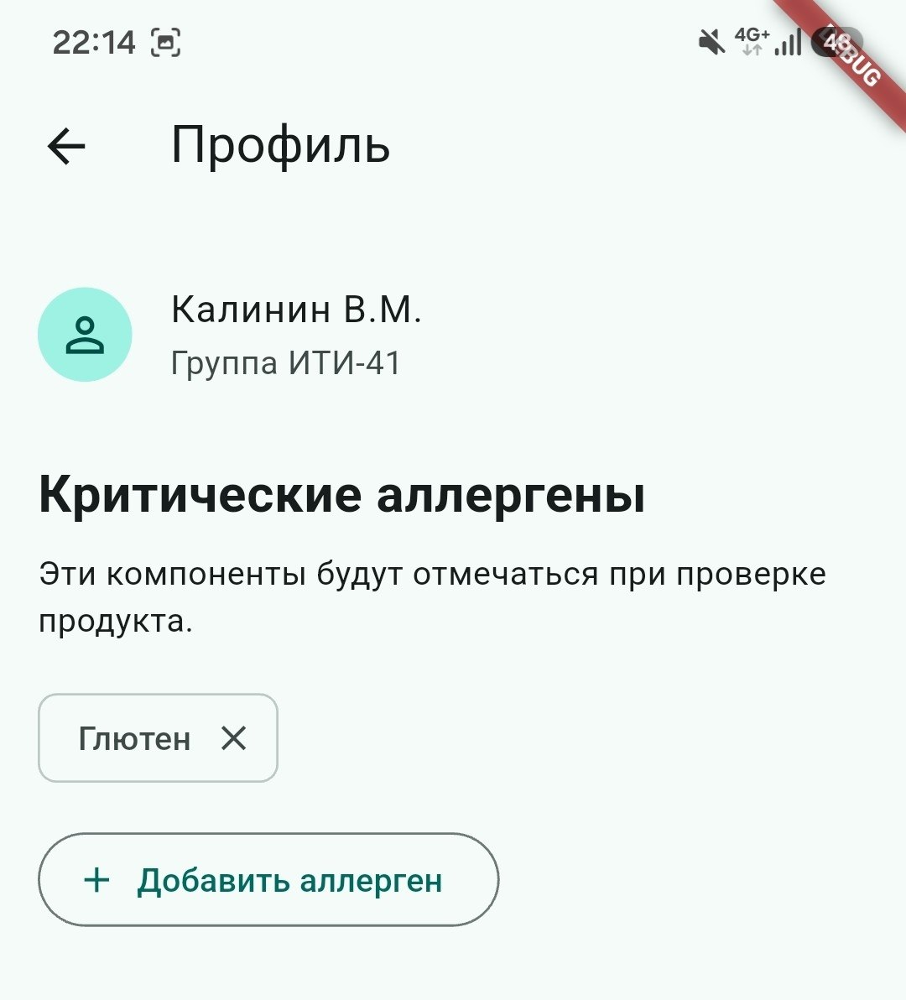 22:14
4G+
Профиль
Калинин В.М.
Группа ИТИ-41
Критические аллергены
Эти компоненты будут отмечаться при проверке
продукта.
Глютен
Добавить аллерген